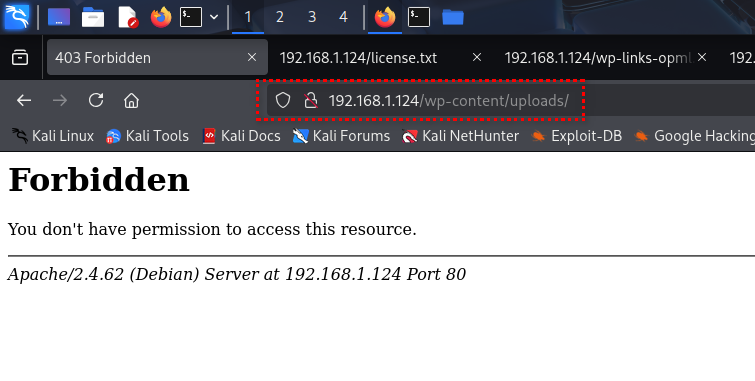 1 2 3 4
403 Forbidden 192.168.1.124/license.txt 192.168.1.124/wp-links-opml 192.
192.168.1.124/wp-content/uploads/
Kali Linux Kali Tools Kali Docs Kali Forums Kali NetHunter Exploit-DB Google Hacking
Forbidden
You don't have permission to access this resource.
Apache/2.4.62 (Debian) Server at 192.168.1.124 Port 80